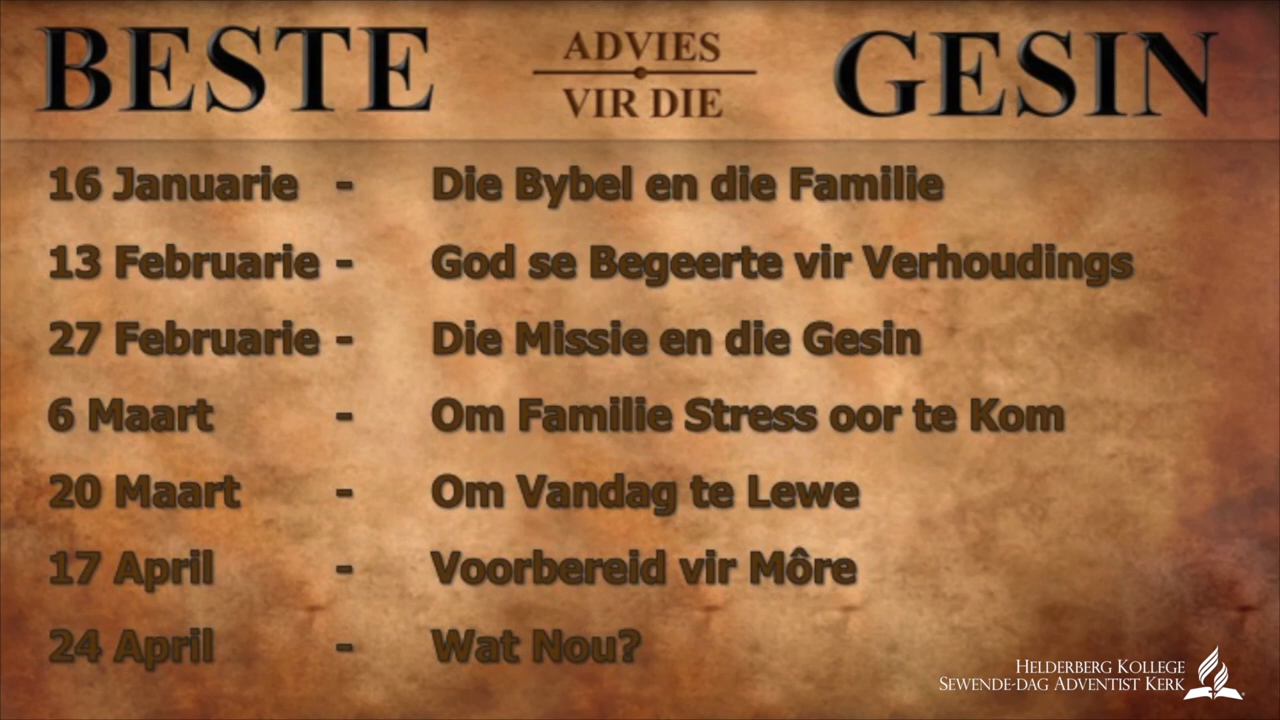 BESTE ADVIES VIR DIE GESIN
16 Januarie - Die Bybel en die Familie
13 Februarie - God se Begeerte vir Verhoudings
27 Februarie - Die Missie en die Gesin
6 Maart - Om Familie Stress oor te Kom
20 Maart - Om Vandag te Lewe
17 April - Voorbereid vir Môre
24 April - Wat Nou?
HELDERBERG KOLLEGE
SEWENDE-DAG ADVENTIST KERK